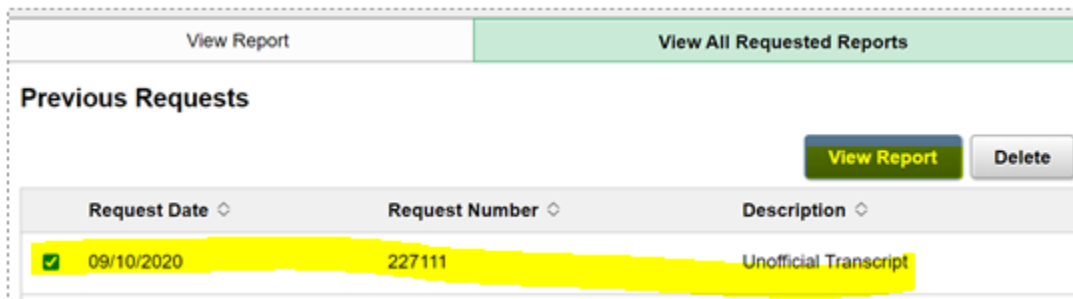 View Report View All Requested Reports
Previous Requests
View Report Delete
Request Date Request Number Description
09/10/2020 227111 Unofficial Transcript